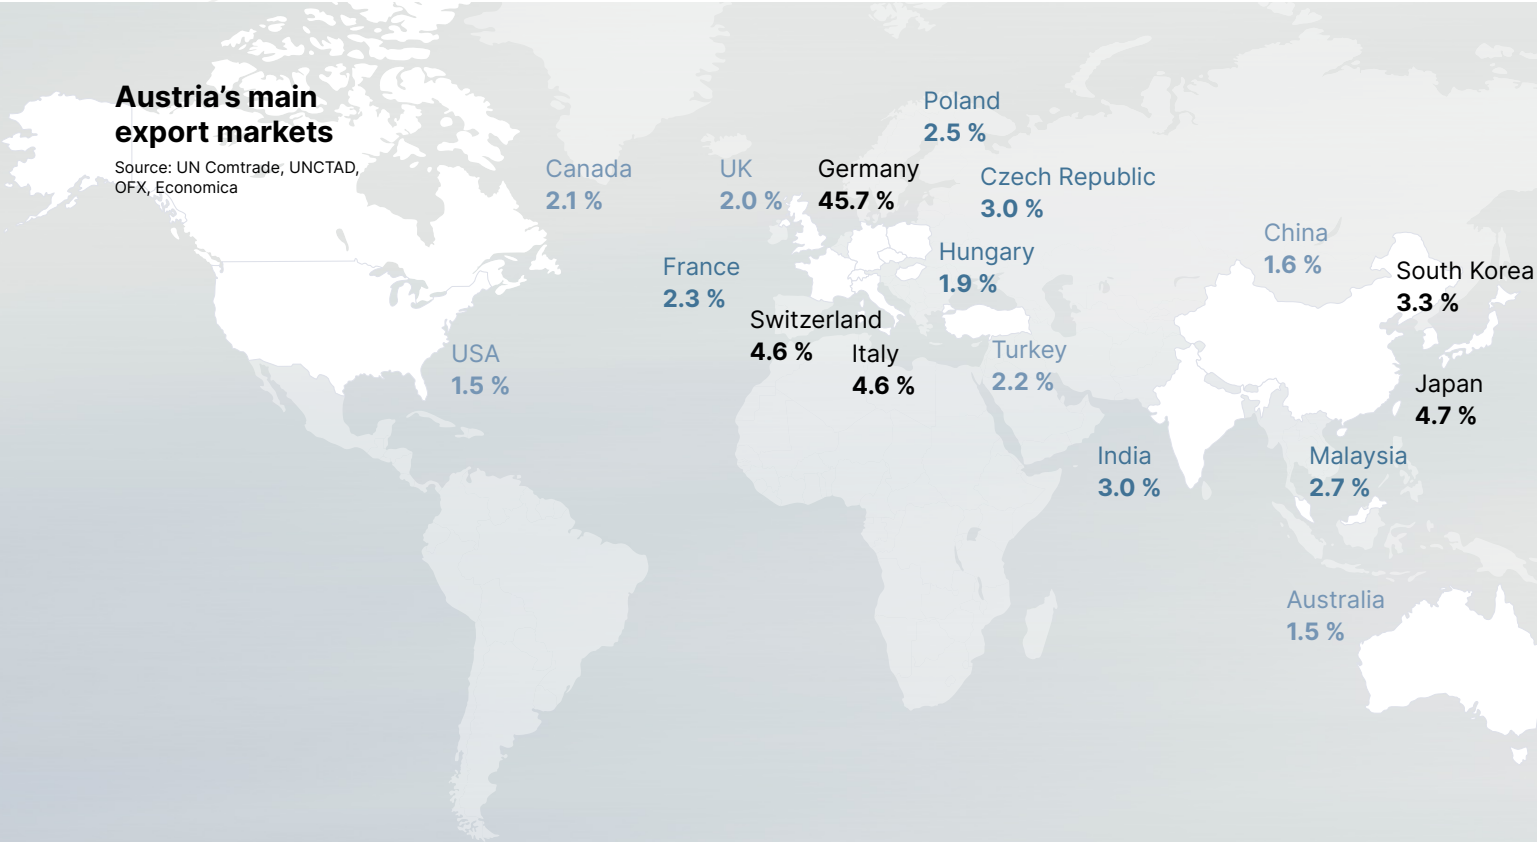 Austria’s main
export markets
Source: UN Comtrade, UNCTAD,
OFX, Economica
Canada
2.1 %
UK
2.0 %
Germany
45.7 %
Poland
2.5 %
Czech Republic
3.0 %
Hungary
1.9 %
France
2.3 %
Switzerland
4.6 %
Italy
4.6 %
USA
1.5 %
Turkey
2.2 %
China
1.6 %
South Korea
3.3 %
Japan
4.7 %
India
3.0 %
Malaysia
2.7 %
Australia
1.5 %